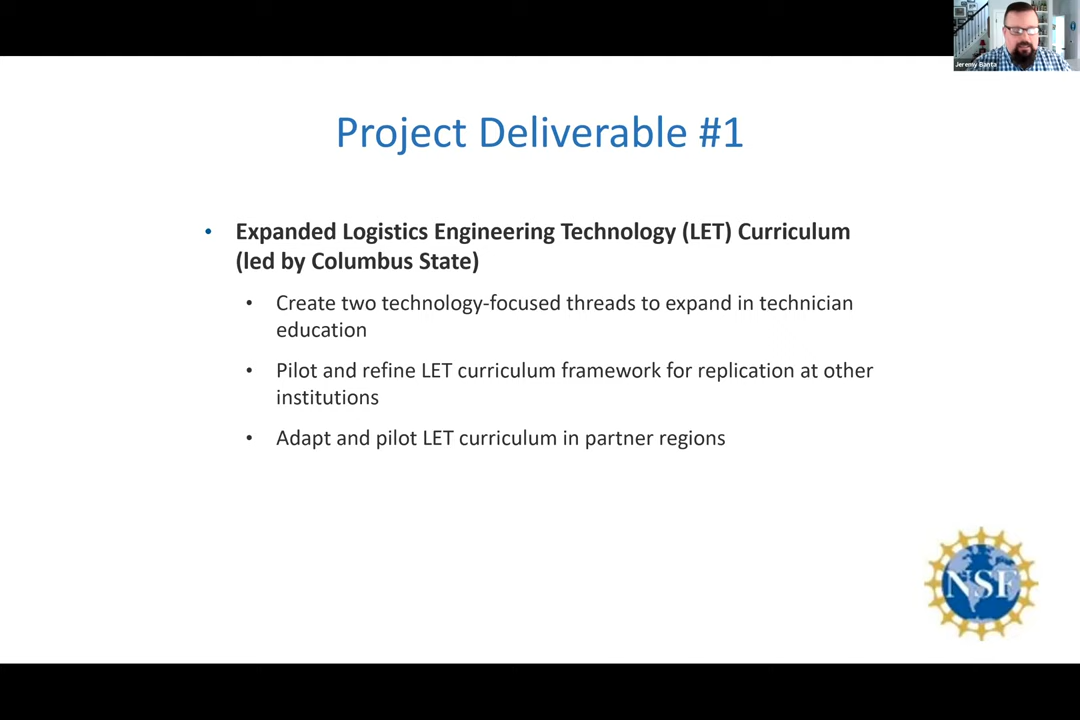 Jeremy Banta
Project Deliverable #1
• Expanded Logistics Engineering Technology (LET) Curriculum
(led by Columbus State)
• Create two technology-focused threads to expand in technician
education
• Pilot and refine LET curriculum framework for replication at other
institutions
• Adapt and pilot LET curriculum in partner regions
NSF